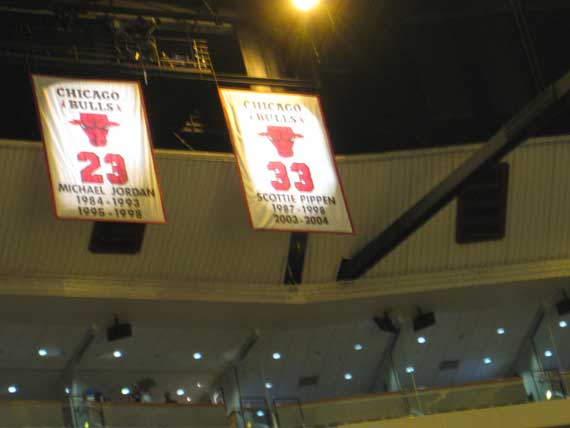 CHICAGO
BULLS
23
MICHAEL JORDAN
1984 - 1993
1995 - 1998
CHICAGO
BULLS
33
SCOTTIE PIPPEN
1987 - 1998
2003 - 2004